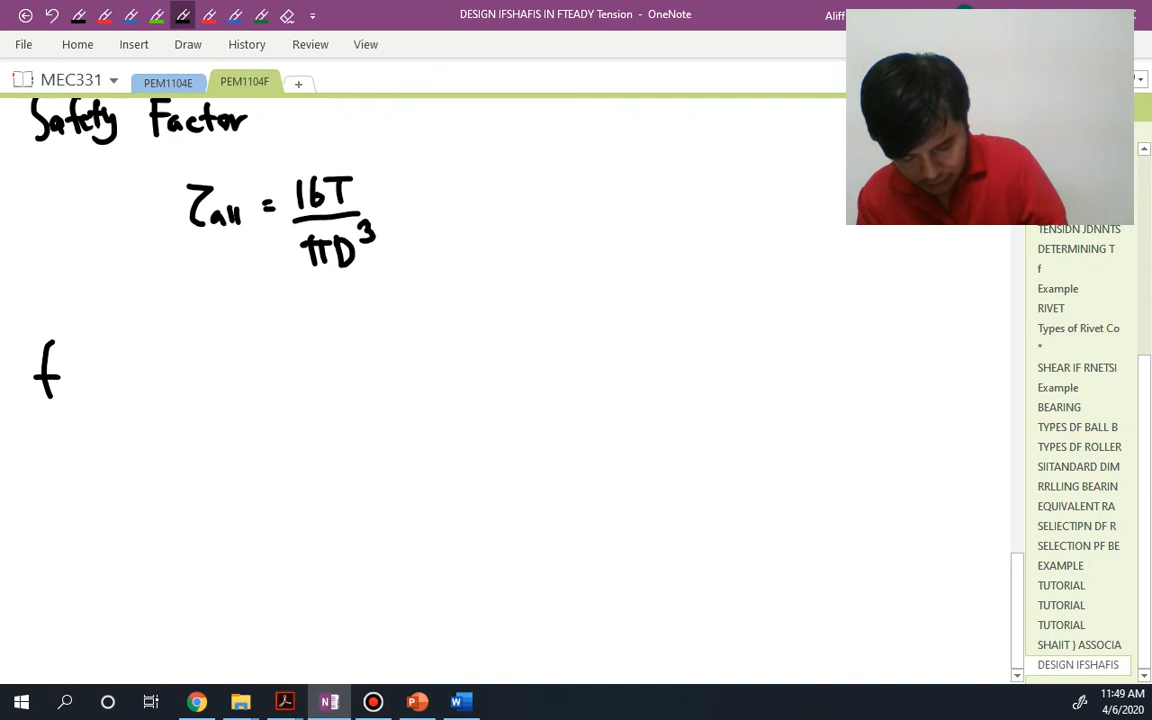 DESIGN IFSHAFIS IN FTEADY Tension - OneNote
Aliff
File Home Insert Draw History Review View
MEC331 PEM1104E PEM1104F
Safety Factor
τall = 16T / πD³
f
TENSIDN JDNNTS
DETERMINING T
f
Example
RIVET
Types of Rivet Co
*
SHEAR IF RNETSI
Example
BEARING
TYPES DF BALL B
TYPES DF ROLLER
SIITANDARD DIM
RRLLING BEARIN
EQUIVALENT RA
SELIECTIPN DF R
SELECTION PF BE
EXAMPLE
TUTORIAL
TUTORIAL
TUTORIAL
SHAIIT } ASSOCIA
DESIGN IFSHAFIS
11:49 AM
4/6/2020